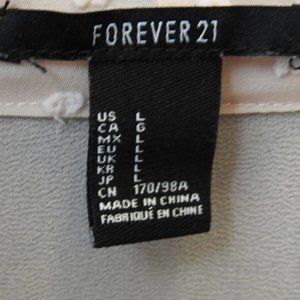 FOREVER 21
US L
CA G
MX L
EU L
UK L
KR L
JP L
CN 170/98A
MADE IN CHINA
FABRIQUÉ EN CHINE